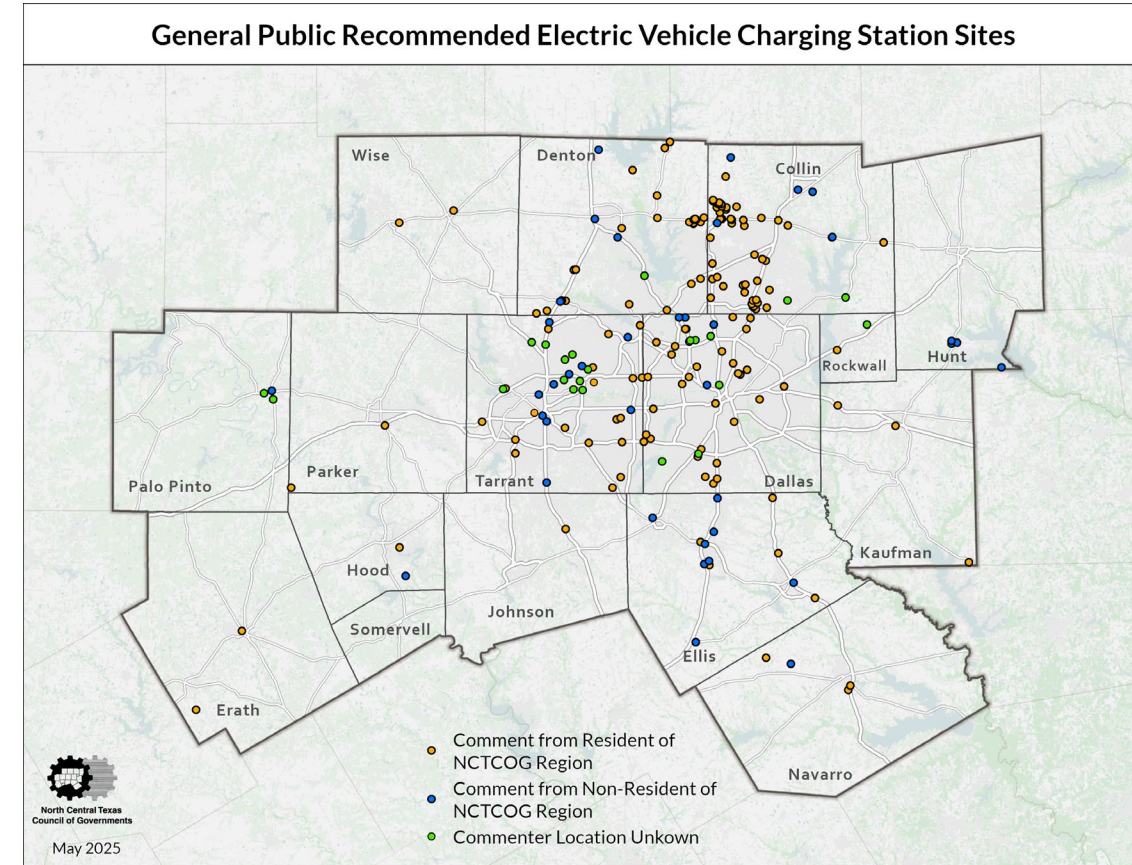 General Public Recommended Electric Vehicle Charging Station Sites
Wise
Denton
Collin
Hunt
Rockwall
Palo Pinto
Parker
Tarrant
Dallas
Kaufman
Hood
Johnson
Somervell
Ellis
Erath
Navarro
Comment from Resident of
NCTCOG Region
Comment from Non-Resident of
NCTCOG Region
Commenter Location Unkown
North Central Texas
Council of Governments
May 2025